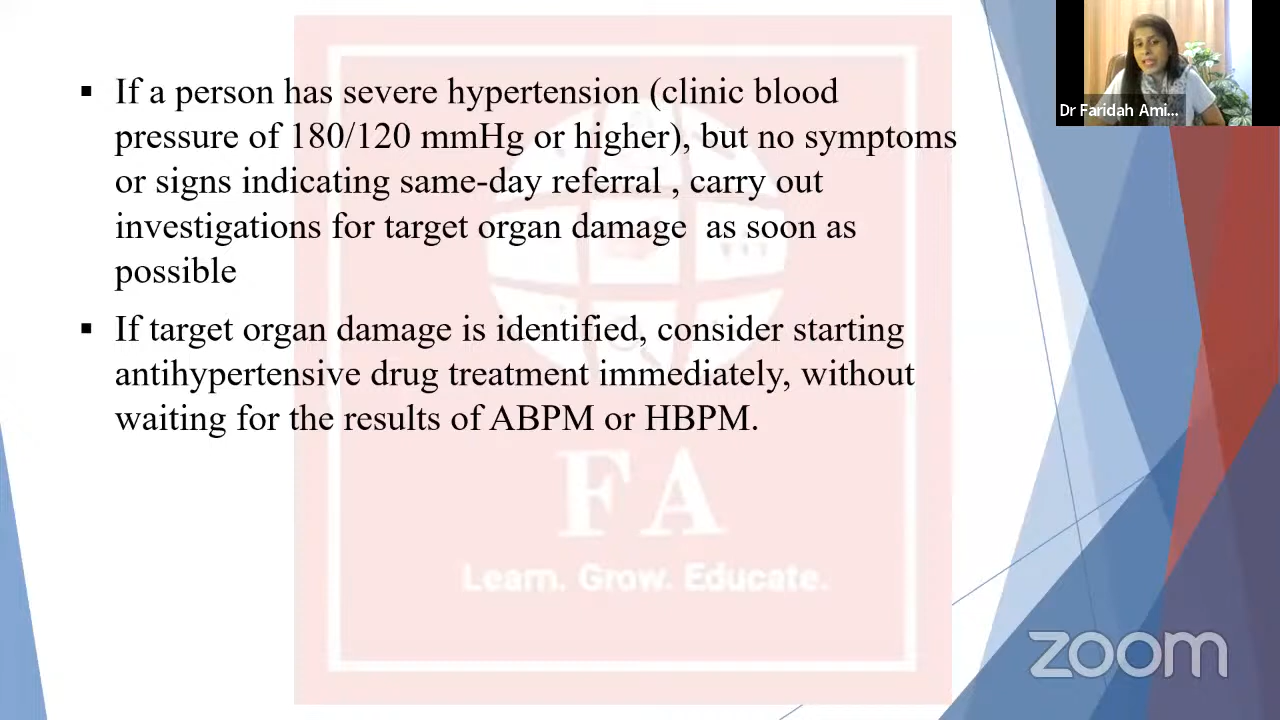 ▪ If a person has severe hypertension (clinic blood
pressure of 180/120 mmHg or higher), but no symptoms
or signs indicating same-day referral , carry out
investigations for target organ damage  as soon as
possible
▪ If target organ damage is identified, consider starting
antihypertensive drug treatment immediately, without
waiting for the results of ABPM or HBPM.
FA
Learn. Grow. Educate.
Dr Faridah Ami...
zoom